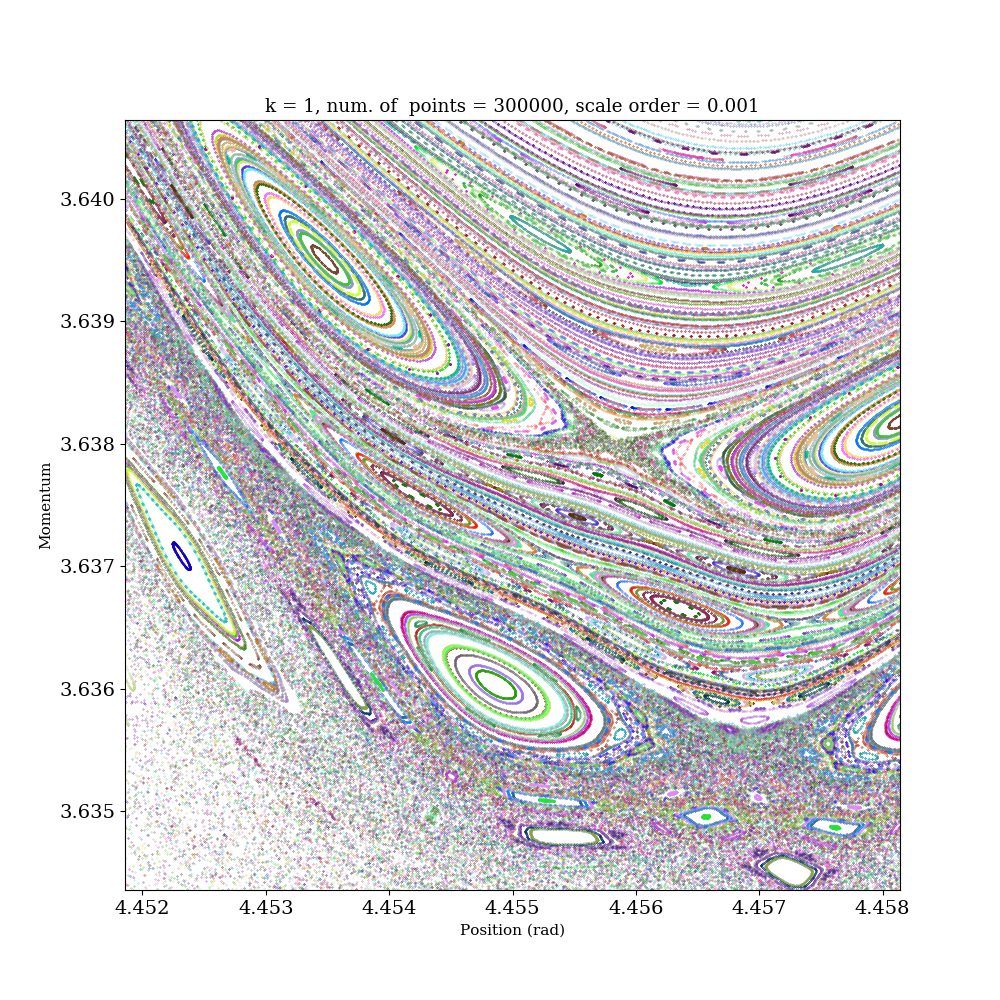 k = 1, num. of  points = 300000, scale order = 0.001
3.640
3.639
3.638
3.637
3.636
3.635
Momentum
4.452 4.453 4.454 4.455 4.456 4.457 4.458
Position (rad)